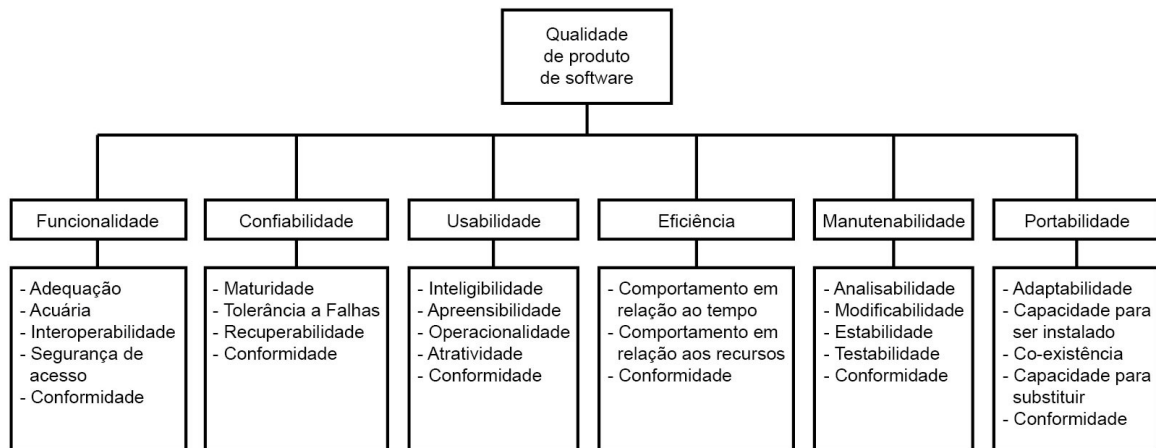 Qualidade
de produto
de software
Funcionalidade
Confiabilidade
Usabilidade
Eficiência
Manutenabilidade
Portabilidade
- Adequação
- Acuária
- Interoperabilidade
- Segurança de
acesso
- Conformidade
- Maturidade
- Tolerância a Falhas
- Recuperabilidade
- Conformidade
- Inteligibilidade
- Apreensibilidade
- Operacionalidade
- Atratividade
- Conformidade
- Comportamento em
relação ao tempo
- Comportamento em
relação aos recursos
- Conformidade
- Analisabilidade
- Modificabilidade
- Estabilidade
- Testabilidade
- Conformidade
- Adaptabilidade
- Capacidade para
ser instalado
- Co-existência
- Capacidade para
substituir
- Conformidade